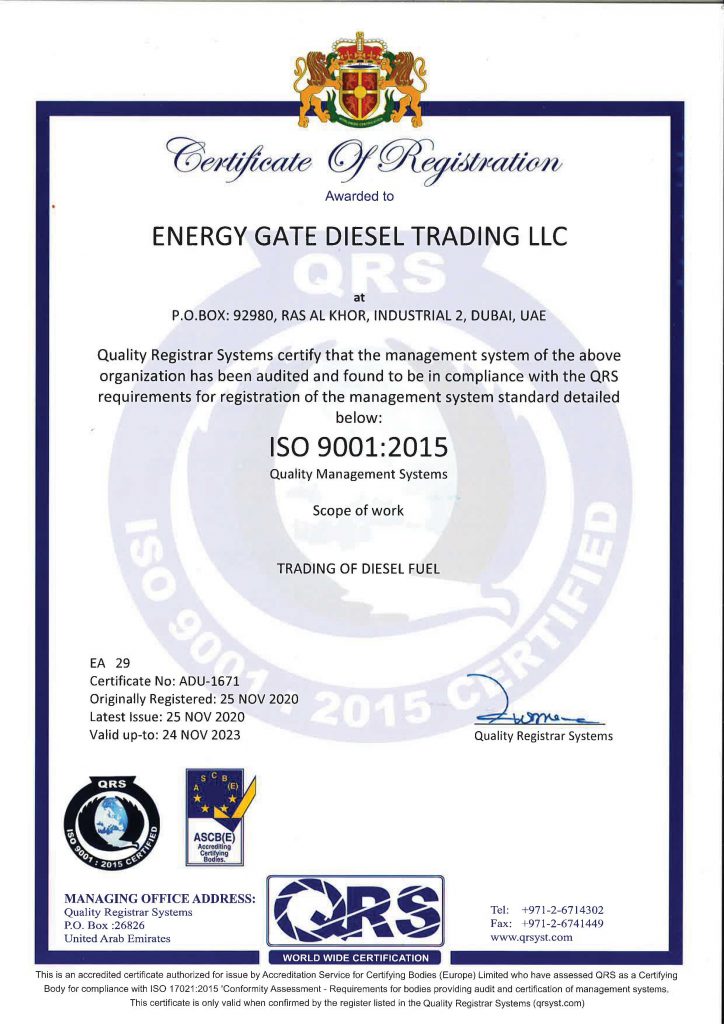 WORLD WIDE CERTIFICATION
Certificate Of Registration
Awarded to
ENERGY GATE DIESEL TRADING LLC
QRS
at
P.O.BOX: 92980, RAS AL KHOR, INDUSTRIAL 2, DUBAI, UAE
Quality Registrar Systems certify that the management system of the above
organization has been audited and found to be in compliance with the QRS
requirements for registration of the management system standard detailed
below:
ISO 9001:2015
Quality Management Systems
Scope of work
TRADING OF DIESEL FUEL
ISO 9001 : 2015 CERTIFIED
EA 29
Certificate No: ADU-1671
Originally Registered: 25 NOV 2020
Latest Issue: 25 NOV 2020
Valid up-to: 24 NOV 2023
Quality Registrar Systems
QRS
ISO 9001 : 2015 CERTIFIED
A S C B (E)
ASCB(E)
Accrediting
Certifying
Bodies.
MANAGING OFFICE ADDRESS:
Quality Registrar Systems
P.O. Box :26826
United Arab Emirates
QRS
WORLD WIDE CERTIFICATION
Tel: +971-2-6714302
Fax: +971-2-6741449
www.qrsyst.com
This is an accredited certificate authorized for issue by Accreditation Service for Certifying Bodies (Europe) Limited who have assessed QRS as a Certifying
Body for compliance with ISO 17021:2015 'Conformity Assessment - Requirements for bodies providing audit and certification of management systems.
This certificate is only valid when confirmed by the register listed in the Quality Registrar Systems (qrsyst.com)